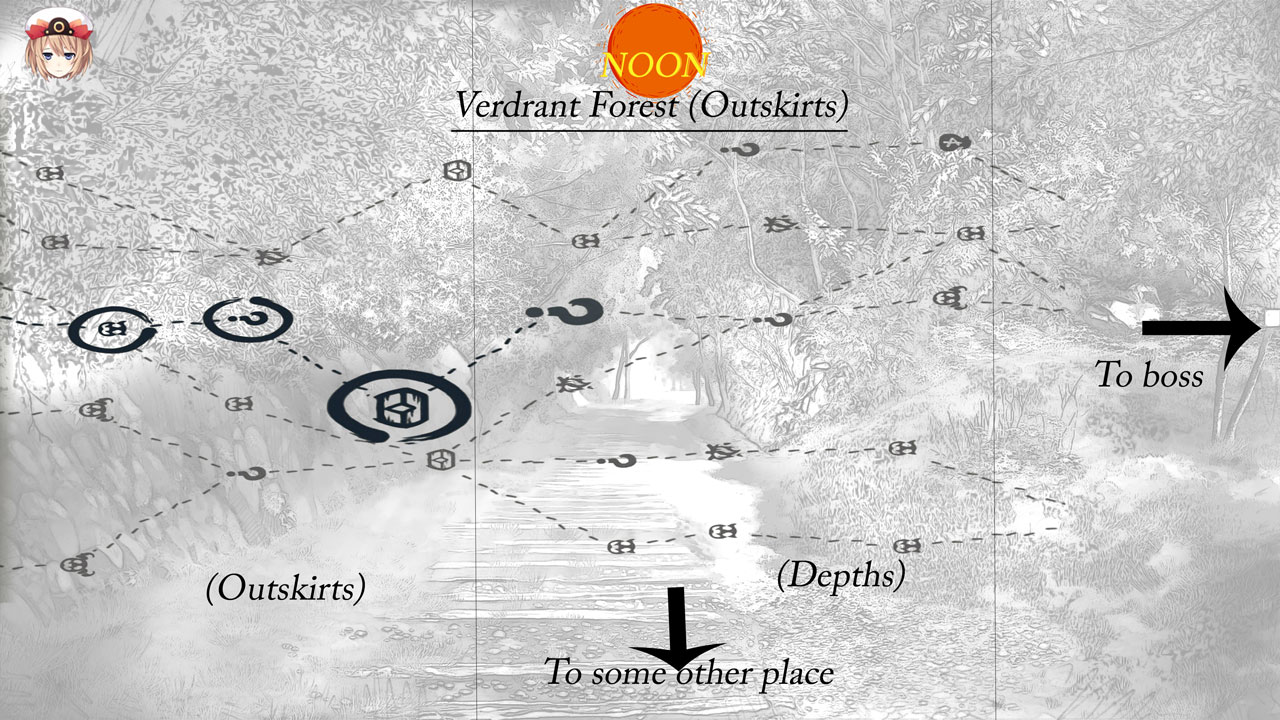 NOON
Verdrant Forest (Outskirts)
To boss
(Outskirts)
(Depths)
To some other place